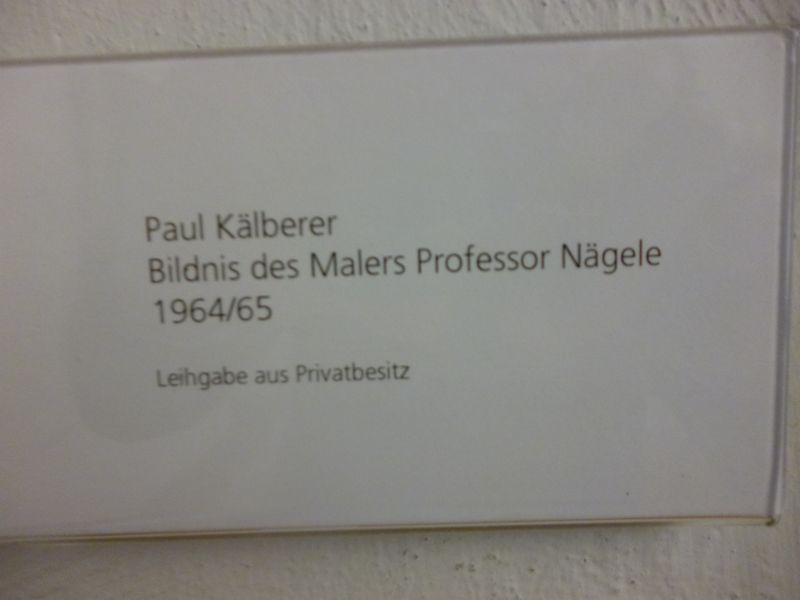 Paul Kälberer
Bildnis des Malers Professor Nägele
1964/65
Leihgabe aus Privatbesitz